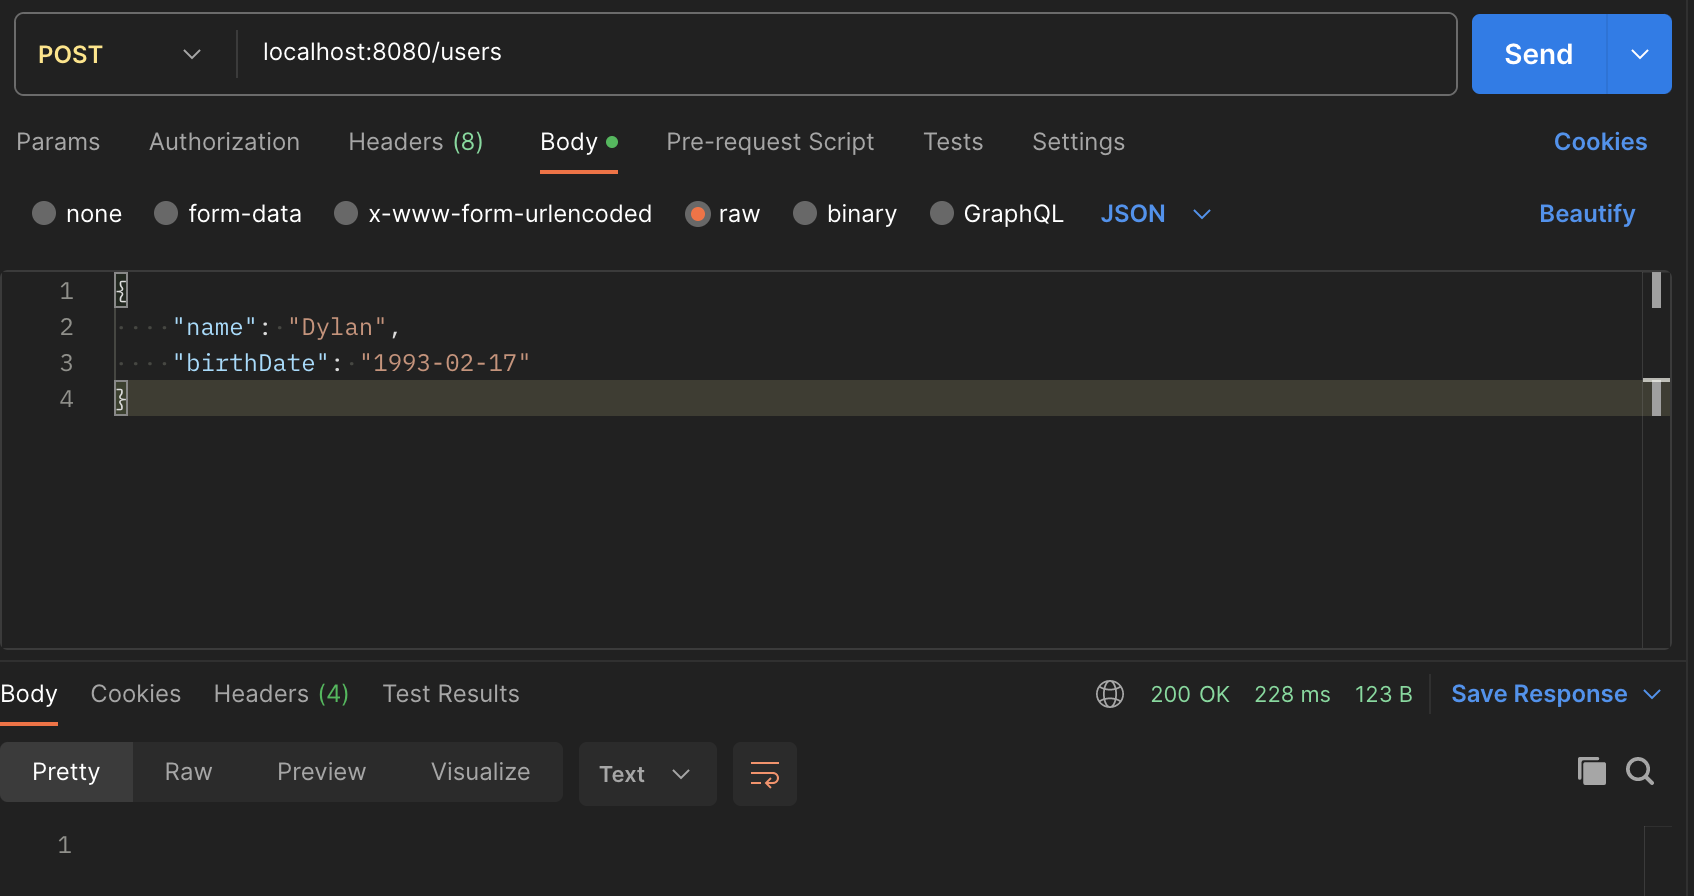 POST localhost:8080/users Send
Params Authorization Headers (8) Body Pre-request Script Tests Settings Cookies
none form-data x-www-form-urlencoded raw binary GraphQL JSON Beautify
1 {
2 "name": "Dylan",
3 "birthDate": "1993-02-17"
4 }
Body Cookies Headers (4) Test Results 200 OK 228 ms 123 B Save Response
Pretty Raw Preview Visualize Text
1